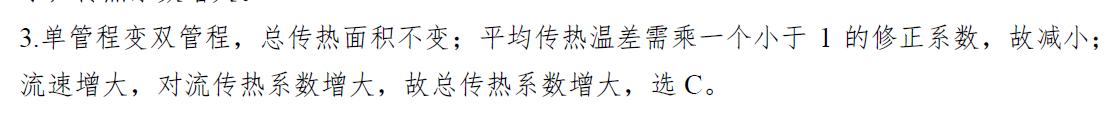 3.单管程变双管程，总传热面积不变；平均传热温差需乘一个小于 1 的修正系数，故减小；
流速增大，对流传热系数增大，故总传热系数增大，选 C。